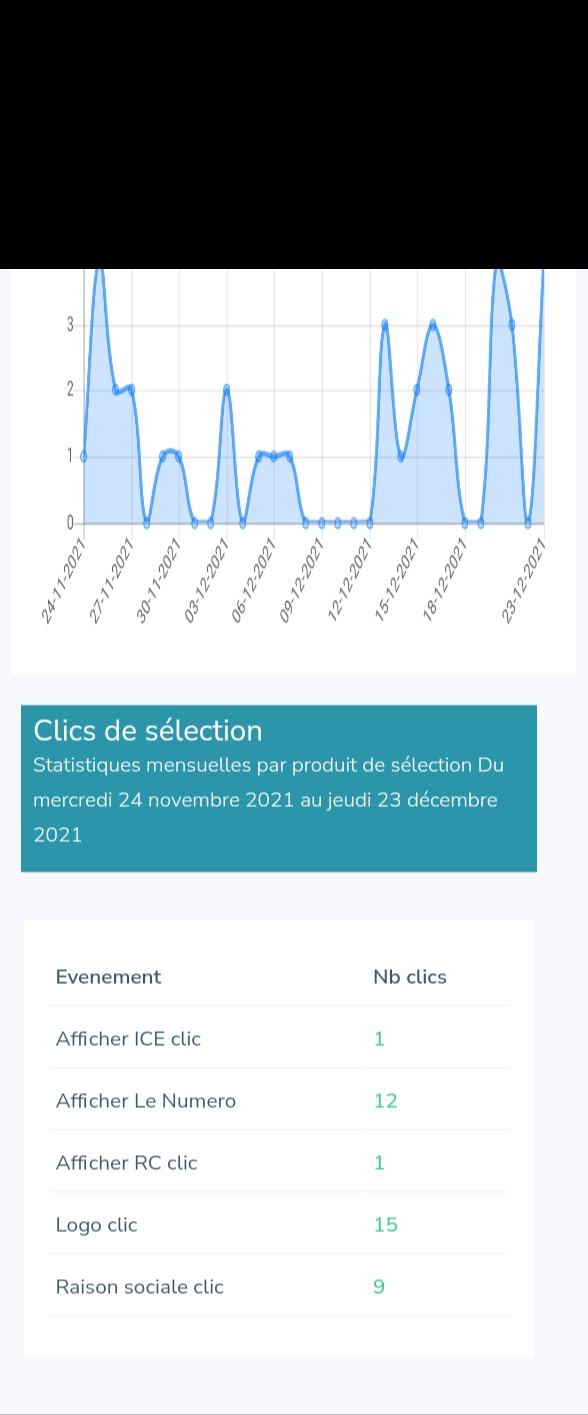 3
2
1
0
24-11-2021
27-11-2021
30-11-2021
03-12-2021
06-12-2021
09-12-2021
12-12-2021
15-12-2021
18-12-2021
23-12-2021
Clics de sélection
Statistiques mensuelles par produit de sélection Du
mercredi 24 novembre 2021 au jeudi 23 décembre
2021
Evenement Nb clics
Afficher ICE clic 1
Afficher Le Numero 12
Afficher RC clic 1
Logo clic 15
Raison sociale clic 9